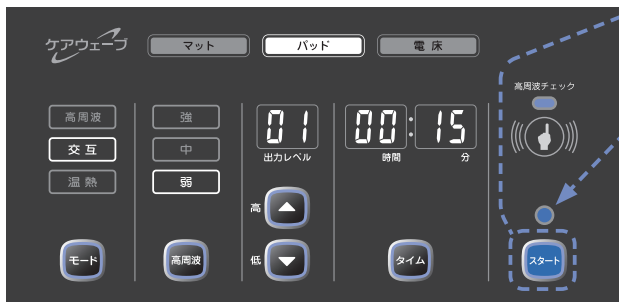 ケアウェーブ
マット
パッド
電床
高周波
交互
温熱
モード
強
中
弱
高周波
01
出力レベル
高
低
00:15
時間
分
タイム
高周波チェック
スタート